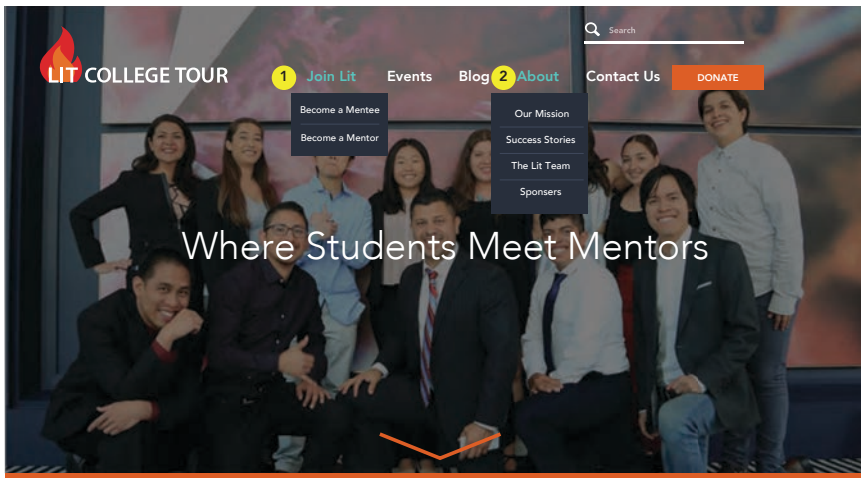 Search
LIT COLLEGE TOUR
1 Join Lit Events Blog 2 About Contact Us DONATE
Become a Mentee
Become a Mentor
Our Mission
Success Stories
The Lit Team
Sponsers
Where Students Meet Mentors